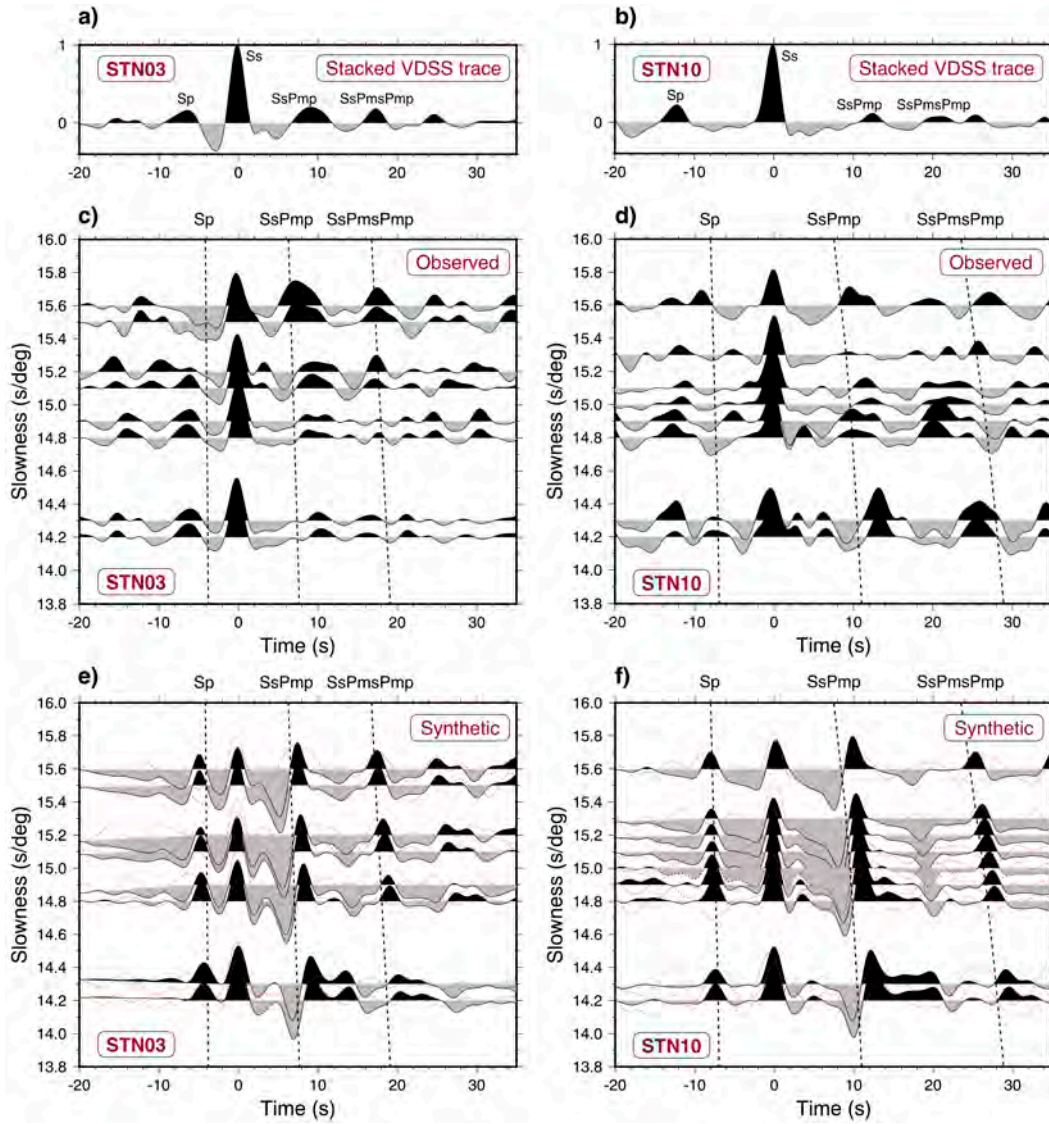 a)
b)
STN03
Stacked VDSS trace
STN10
Stacked VDSS trace
1
0
Sp
Ss
SsPmp
SsPmsPmp
-20
-10
0
10
20
30
1
0
Sp
Ss
SsPmp
SsPmsPmp
-20
-10
0
10
20
30
c)
Sp
SsPmp
SsPmsPmp
Observed
16.0
15.8
15.6
15.4
15.2
15.0
14.8
14.6
14.4
14.2
14.0
13.8
Slowness (s/deg)
STN03
-20
-10
0
10
20
30
Time (s)
d)
Sp
SsPmp
SsPmsPmp
Observed
16.0
15.8
15.6
15.4
15.2
15.0
14.8
14.6
14.4
14.2
14.0
13.8
Slowness (s/deg)
STN10
-20
-10
0
10
20
30
Time (s)
e)
Sp
SsPmp
SsPmsPmp
Synthetic
16.0
15.8
15.6
15.4
15.2
15.0
14.8
14.6
14.4
14.2
14.0
13.8
Slowness (s/deg)
STN03
-20
-10
0
10
20
30
Time (s)
f)
Sp
SsPmp
SsPmsPmp
Synthetic
16.0
15.8
15.6
15.4
15.2
15.0
14.8
14.6
14.4
14.2
14.0
13.8
Slowness (s/deg)
STN10
-20
-10
0
10
20
30
Time (s)